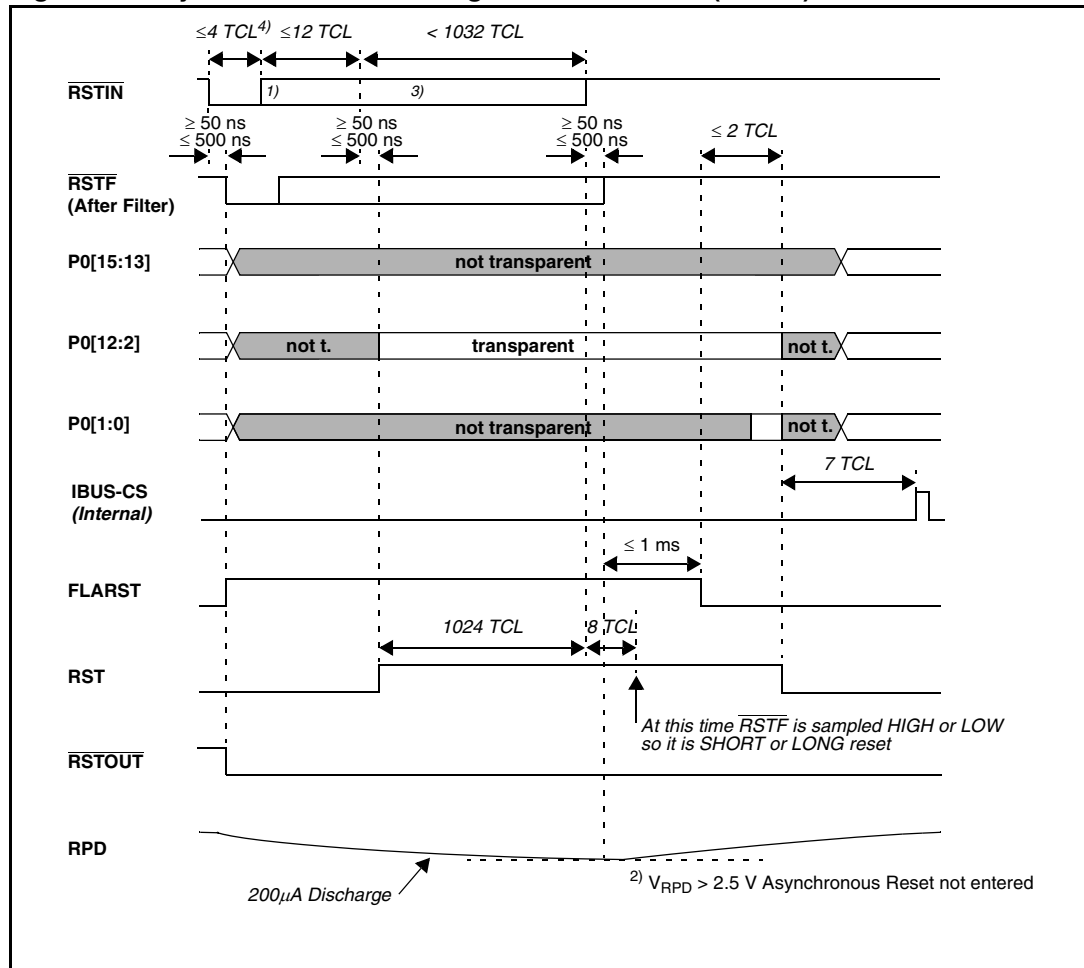 ≤4 TCL4) ≤12 TCL < 1032 TCL
RSTIN 1) 3)
≥ 50 ns ≥ 50 ns ≥ 50 ns ≤ 2 TCL
≤ 500 ns ≤ 500 ns ≤ 500 ns
RSTF
(After Filter)
P0[15:13] not transparent
P0[12:2] not t. transparent not t.
P0[1:0] not transparent not t.
7 TCL
IBUS-CS
(Internal)
≤ 1 ms
FLARST
1024 TCL 8 TCL
RST
At this time RSTF is sampled HIGH or LOW
so it is SHORT or LONG reset
RSTOUT
RPD
200μA Discharge 2) VRPD > 2.5 V Asynchronous Reset not entered